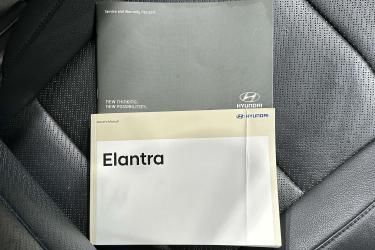 Service and Warranty Passport
NEW THINKING.
NEW POSSIBILITIES.
HYUNDAI
Owner's Manual
HYUNDAI
Elantra